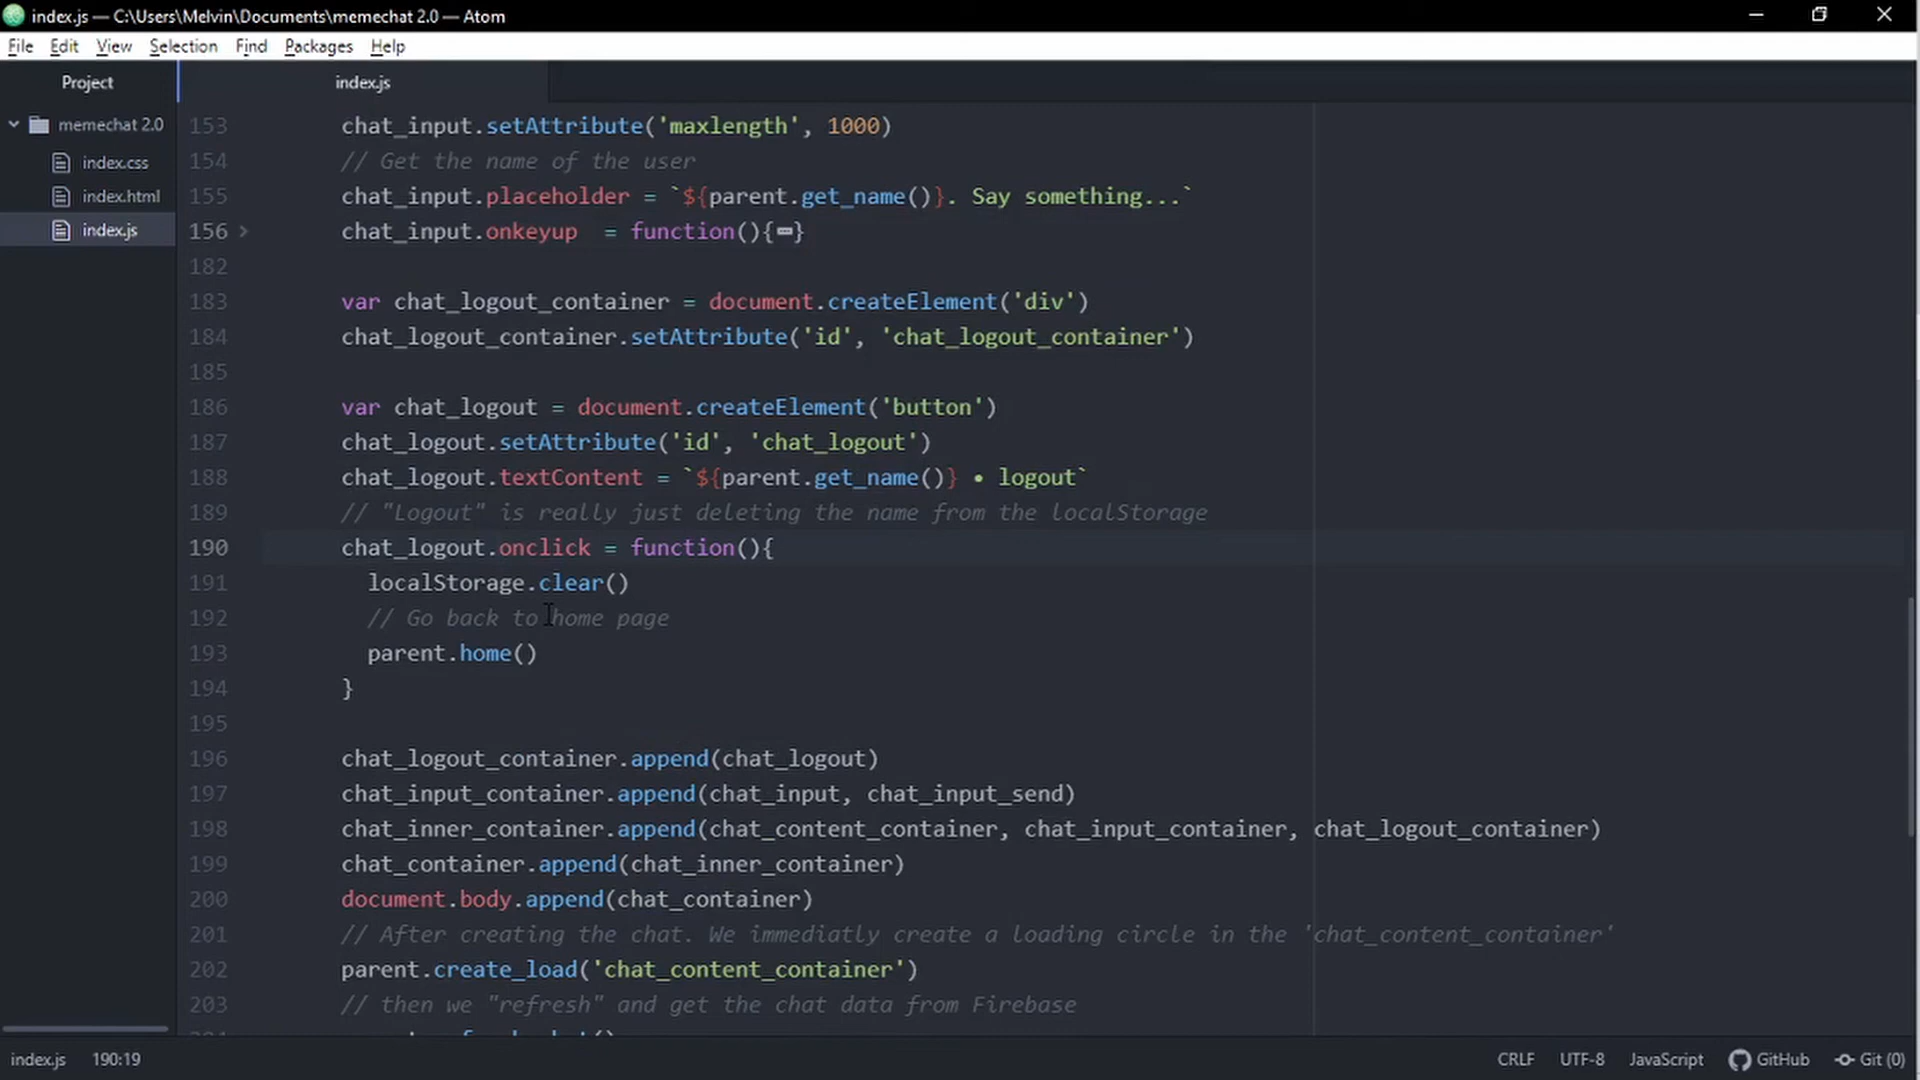 index.js — C:\Users\Melvin\Documents\memechat 2.0 — Atom
File Edit View Selection Find Packages Help
Project
index.js
memechat 2.0
index.css
index.html
index.js
153 chat_input.setAttribute('maxlength', 1000)
154 // Get the name of the user
155 chat_input.placeholder = `${parent.get_name()}. Say something...`
156 chat_input.onkeyup  = function(){}
182
183 var chat_logout_container = document.createElement('div')
184 chat_logout_container.setAttribute('id', 'chat_logout_container')
185
186 var chat_logout = document.createElement('button')
187 chat_logout.setAttribute('id', 'chat_logout')
188 chat_logout.textContent = `${parent.get_name()} • logout`
189 // "Logout" is really just deleting the name from the localStorage
190 chat_logout.onclick = function(){
191 localStorage.clear()
192 // Go back to home page
193 parent.home()
194 }
195
196 chat_logout_container.append(chat_logout)
197 chat_input_container.append(chat_input, chat_input_send)
198 chat_inner_container.append(chat_content_container, chat_input_container, chat_logout_container)
199 chat_container.append(chat_inner_container)
200 document.body.append(chat_container)
201 // After creating the chat. We immediatly create a loading circle in the 'chat_content_container'
202 parent.create_load('chat_content_container')
203 // then we "refresh" and get the chat data from Firebase
index.js 190:19 CRLF UTF-8 JavaScript GitHub Git (0)